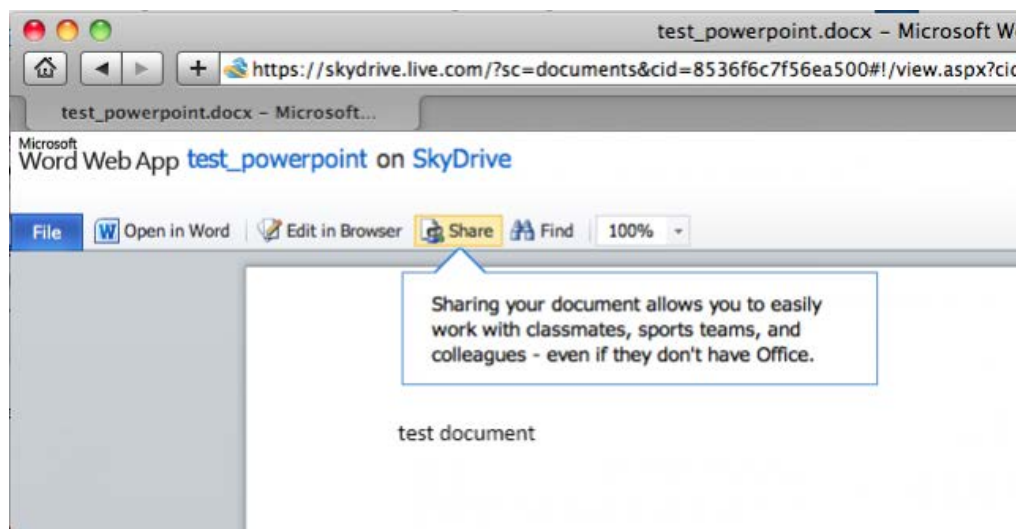 test_powerpoint.docx – Microsoft W
https://skydrive.live.com/?sc=documents&cid=8536f6c7f56ea500#!/view.aspx?cid
test_powerpoint.docx – Microsoft...
Microsoft
Word Web App test_powerpoint on SkyDrive
File W Open in Word Edit in Browser Share Find 100%
Sharing your document allows you to easily
work with classmates, sports teams, and
colleagues - even if they don't have Office.
test document